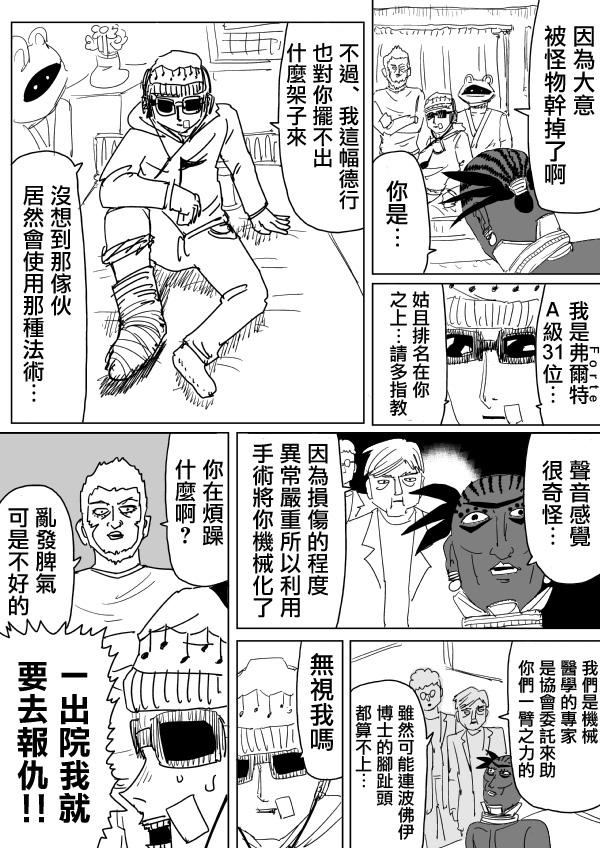 因為大意
被怪物幹掉了啊
你是…
不過、我這幅德行
也對你擺不出
什麼架子來
沒想到那傢伙
居然會使用那種法術…
我是弗爾特
Forte
A級31位…
姑且排名在你
之上…請多指教
聲音感覺
很奇怪…
因為損傷的程度
異常嚴重所以利用
手術將你機械化了
你在煩躁
什麼啊?
亂發脾氣
可是不好的
我們是機械
醫學的專家
是協會委託來助
你們一臂之力的
雖然可能連波佛伊
博士的腳趾頭
都算不上…
無視我嗎
一出院我就
要去報仇!!